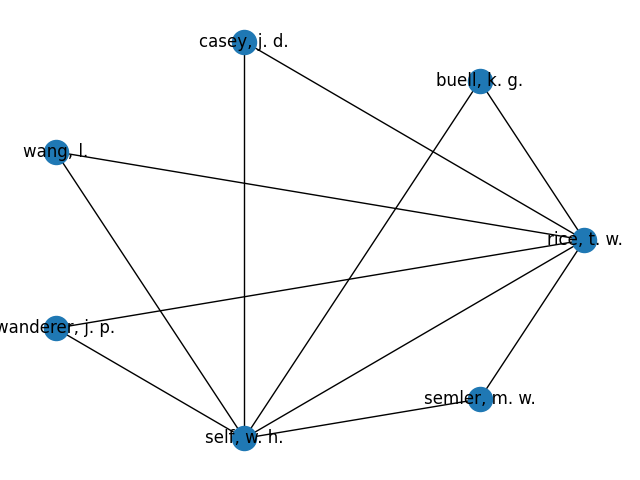 casey, j. d.
buell, k. g.
wang, l.
rice, t. w.
wanderer, j. p.
semler, m. w.
self, w. h.